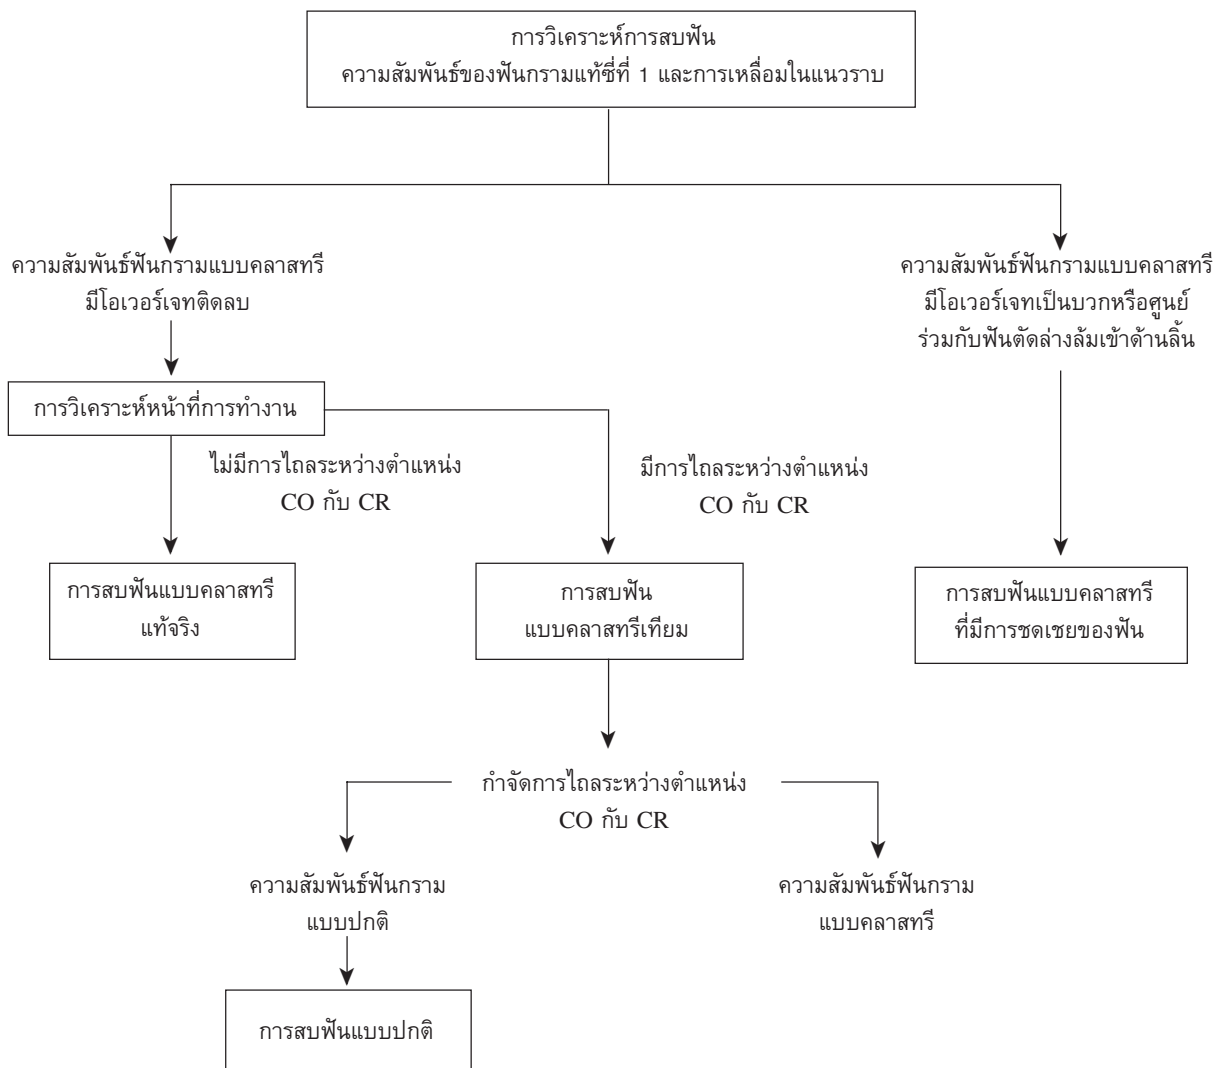 การวิเคราะห์การสบฟัน
ความสัมพันธ์ของฟันกรามแท้ซี่ที่ 1 และการเหลื่อมในแนวราบ
ความสัมพันธ์ฟันกรามแบบคลาสทรี
มีโอเวอร์เจทติดลบ
ความสัมพันธ์ฟันกรามแบบคลาสทรี
มีโอเวอร์เจทเป็นบวกหรือศูนย์
ร่วมกับฟันตัดล่างล้มเข้าด้านลิ้น
การวิเคราะห์หน้าที่การทำงาน
ไม่มีการไถลระหว่างตำแหน่ง
CO กับ CR
มีการไถลระหว่างตำแหน่ง
CO กับ CR
การสบฟันแบบคลาสทรี
แท้จริง
การสบฟัน
แบบคลาสทรีเทียม
การสบฟันแบบคลาสทรี
ที่มีการชดเชยของฟัน
กำจัดการไถลระหว่างตำแหน่ง
CO กับ CR
ความสัมพันธ์ฟันกราม
แบบปกติ
ความสัมพันธ์ฟันกราม
แบบคลาสทรี
การสบฟันแบบปกติ